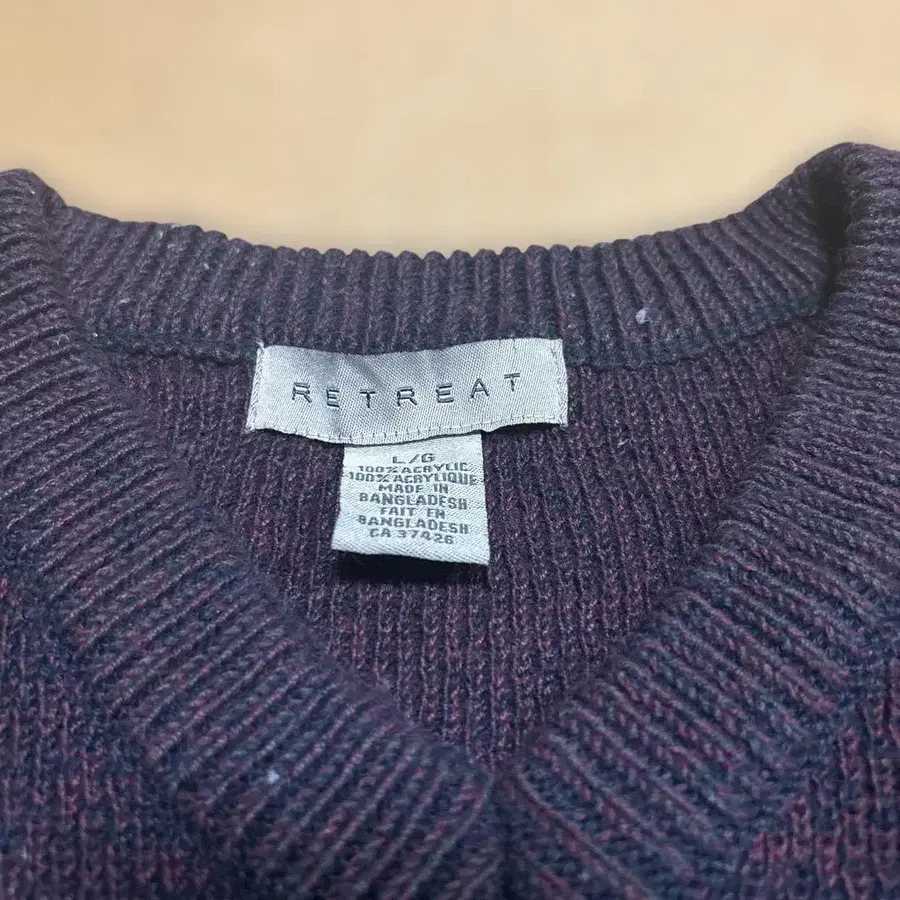 RETREAT
L/G
100% ACRYLIC
100% ACRYLIQUE
MADE IN
BANGLADESH
FAIT EN
BANGLADESH
CA 37426